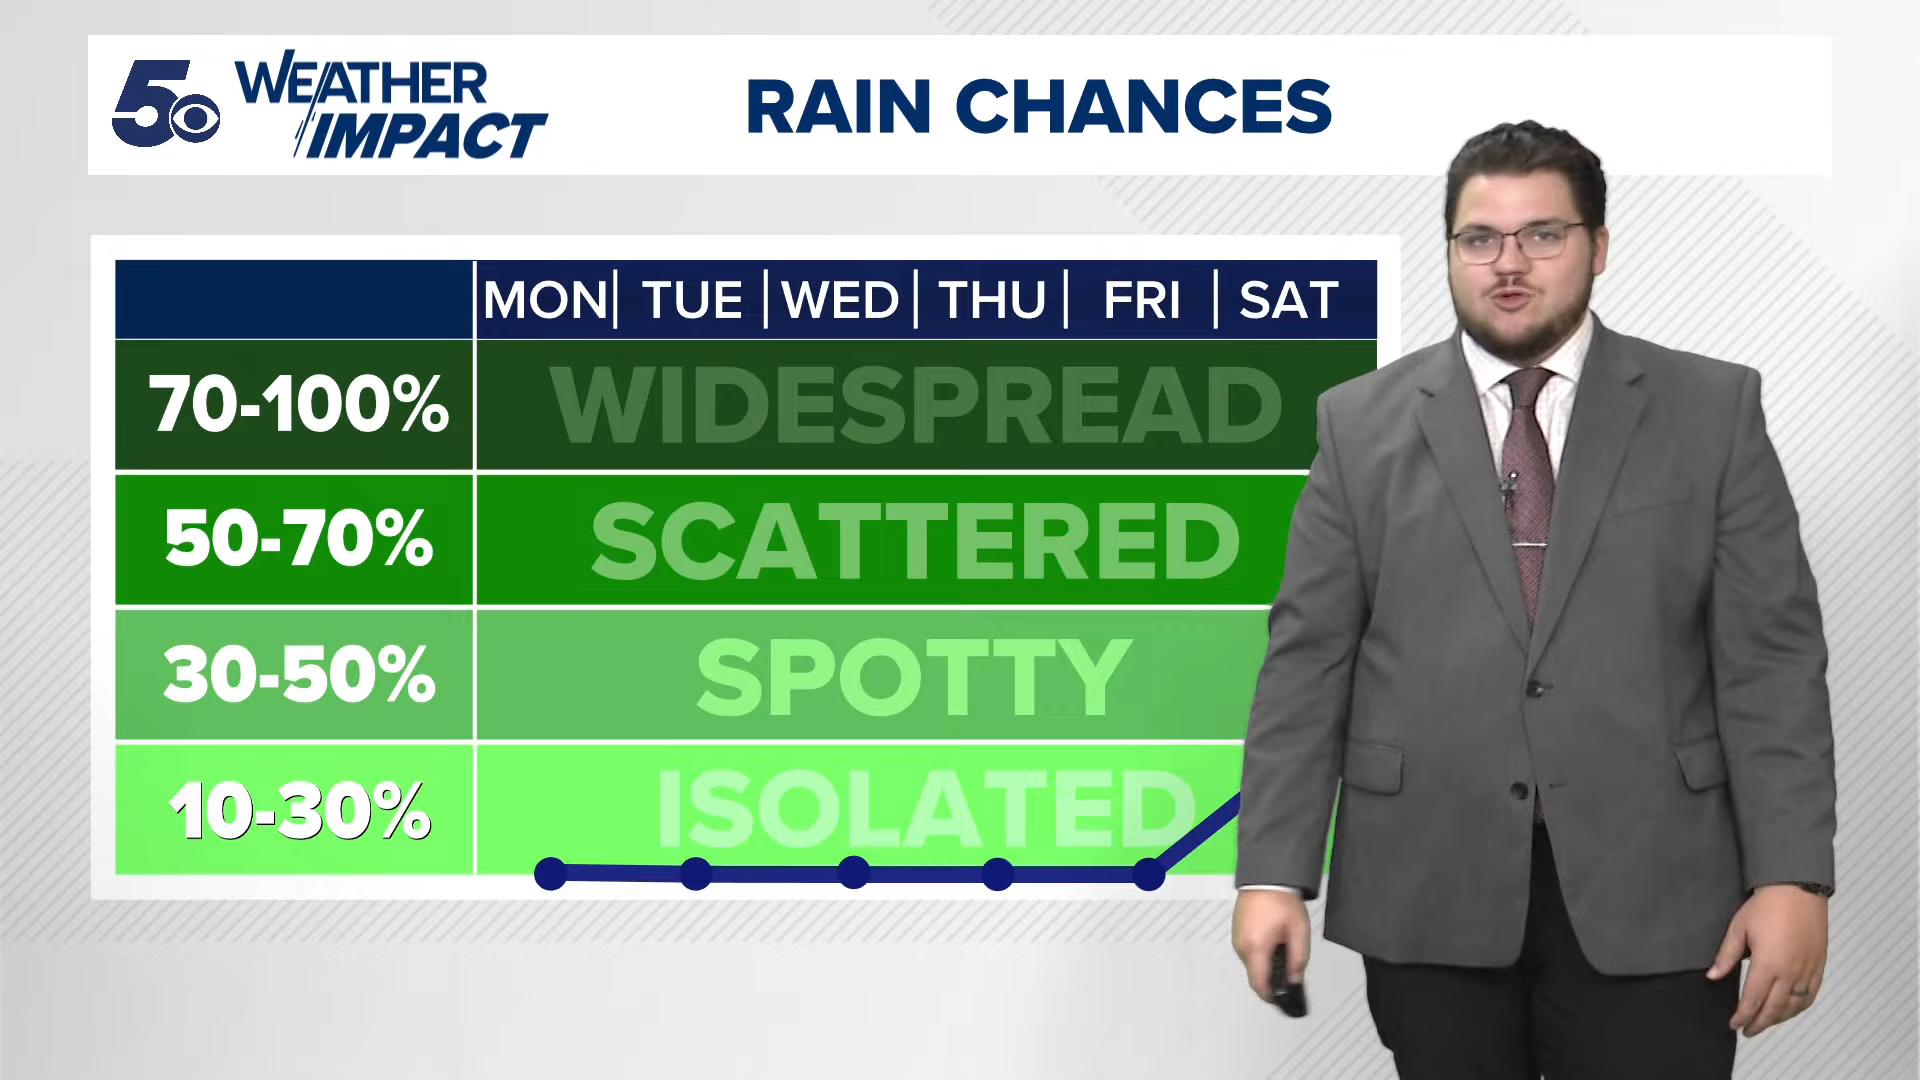 5 WEATHER IMPACT
RAIN CHANCES
MON TUE WED THU FRI SAT
70-100% WIDESPREAD
50-70% SCATTERED
30-50% SPOTTY
10-30% ISOLATED